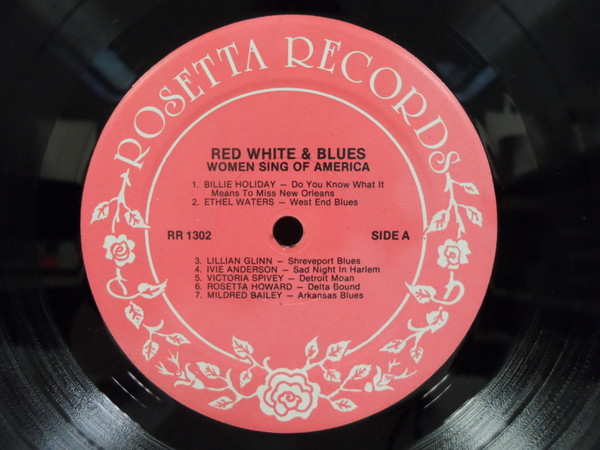 ROSETTA RECORDS
RED WHITE & BLUES
WOMEN SING OF AMERICA
1. BILLIE HOLIDAY — Do You Know What It
Means To Miss New Orleans
2. ETHEL WATERS — West End Blues
RR 1302 SIDE A
3. LILLIAN GLINN — Shreveport Blues
4. IVIE ANDERSON — Sad Night In Harlem
5. VICTORIA SPIVEY — Detroit Moan
6. ROSETTA HOWARD — Delta Bound
7. MILDRED BAILEY — Arkansas Blues